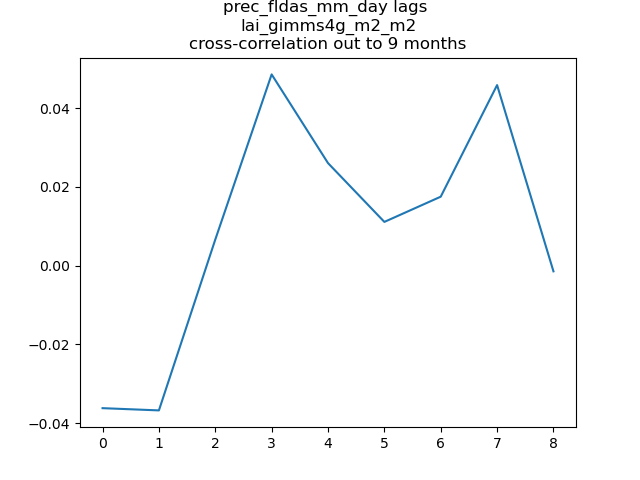 prec_fldas_mm_day lags
lai_gimms4g_m2_m2
cross-correlation out to 9 months
0.04
0.02
0.00
−0.02
−0.04
0 1 2 3 4 5 6 7 8